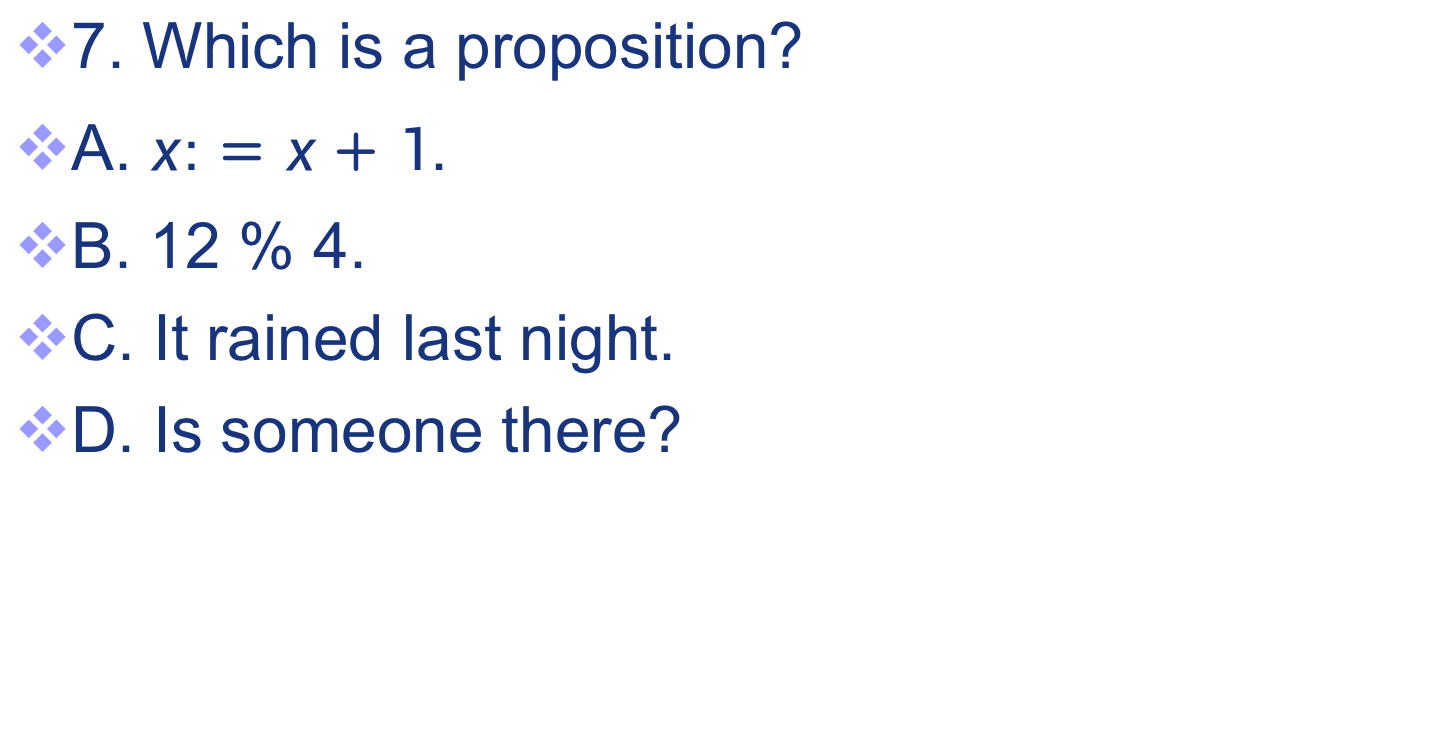 ❖7. Which is a proposition?
❖A. x: = x + 1.
❖B. 12 % 4.
❖C. It rained last night.
❖D. Is someone there?